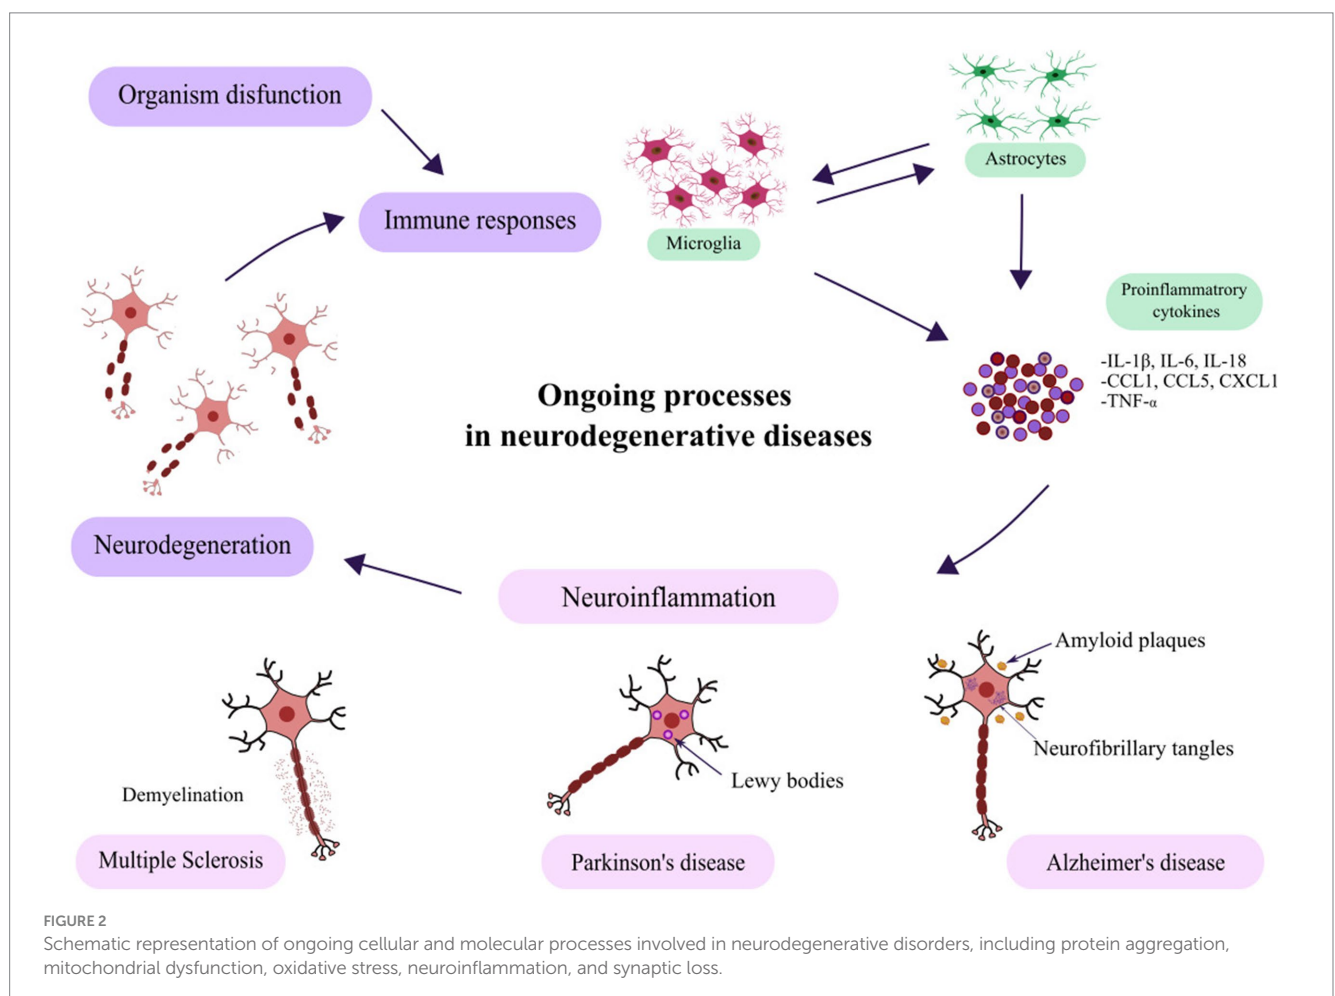 Organism disfunction
Immune responses
Microglia
Astrocytes
Proinflammatrory
cytokines
-IL-1β, IL-6, IL-18
-CCL1, CCL5, CXCL1
-TNF-α
Ongoing processes
in neurodegenerative diseases
Neurodegeneration
Neuroinflammation
Amyloid plaques
Neurofibrillary tangles
Lewy bodies
Demyelination
Multiple Sclerosis
Parkinson's disease
Alzheimer's disease
FIGURE 2
Schematic representation of ongoing cellular and molecular processes involved in neurodegenerative disorders, including protein aggregation,
mitochondrial dysfunction, oxidative stress, neuroinflammation, and synaptic loss.